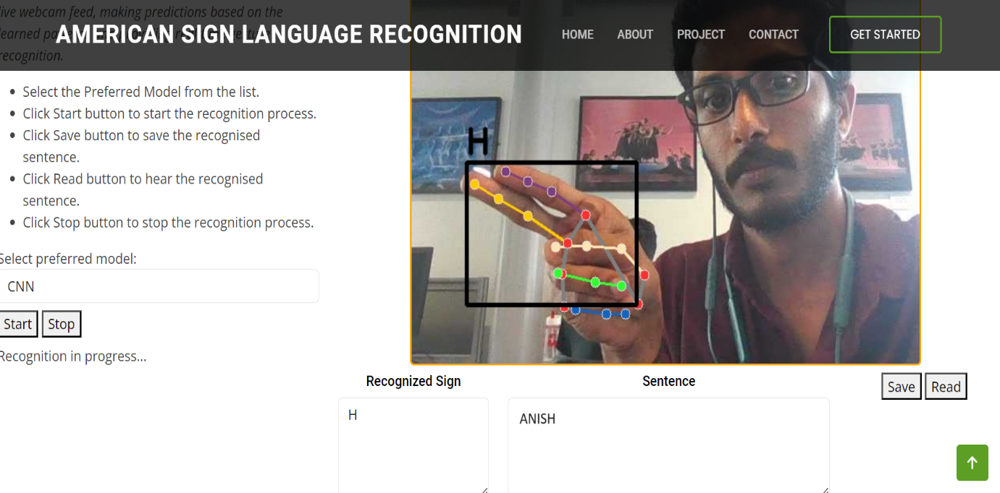 live webcam feed, making predictions based on the
learned
recognition.
AMERICAN SIGN LANGUAGE RECOGNITION
HOME
ABOUT
PROJECT
CONTACT
GET STARTED
• Select the Preferred Model from the list.
• Click Start button to start the recognition process.
• Click Save button to save the recognised
sentence.
• Click Read button to hear the recognised
sentence.
• Click Stop button to stop the recognition process.
Select preferred model:
CNN
Start
Stop
Recognition in progress...
H
Recognized Sign
Sentence
Save
Read
H
ANISH